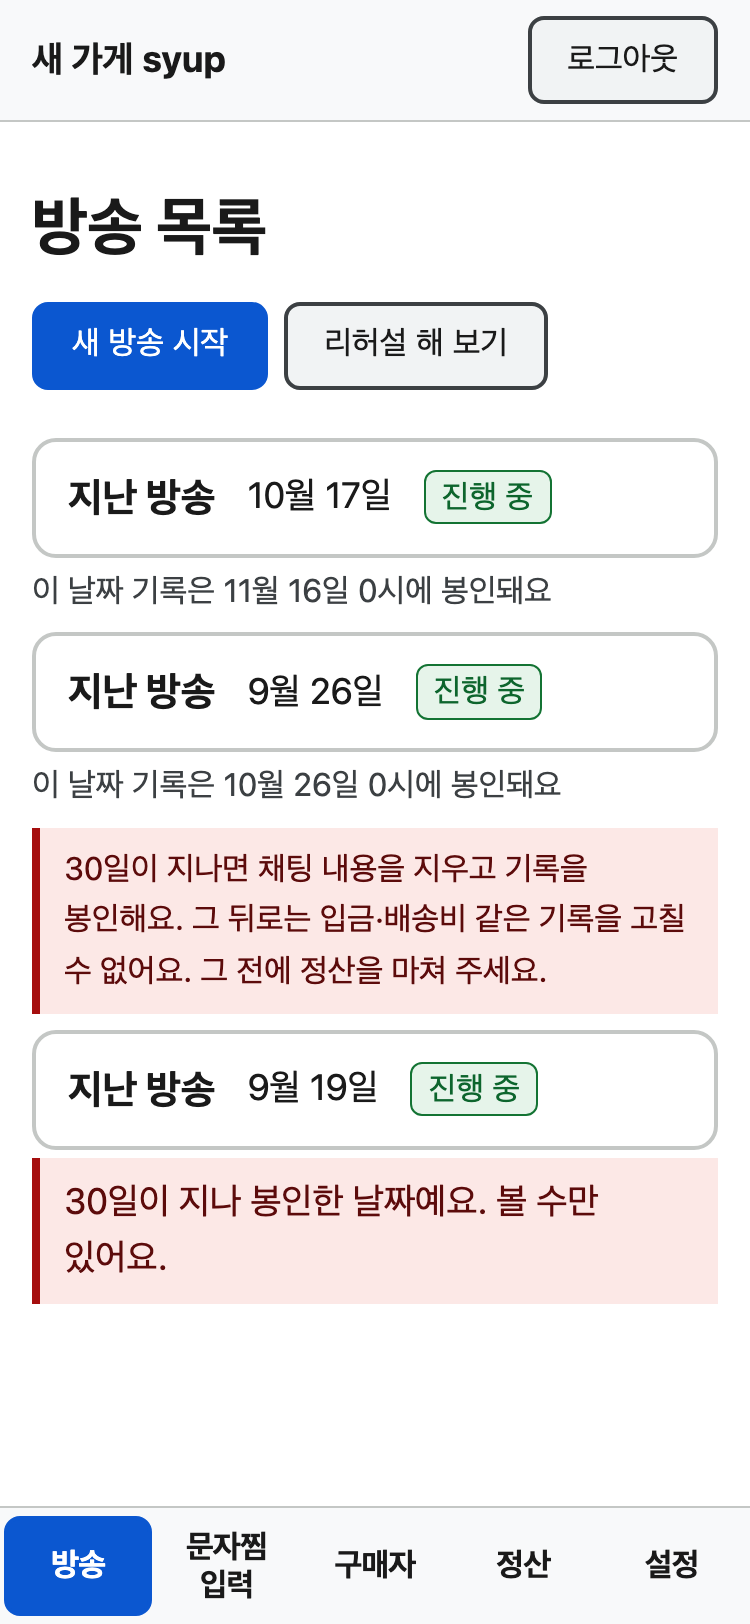 새 가게 syup
로그아웃
방송 목록
새 방송 시작
리허설 해 보기
지난 방송 10월 17일 진행 중
이 날짜 기록은 11월 16일 0시에 봉인돼요
지난 방송 9월 26일 진행 중
이 날짜 기록은 10월 26일 0시에 봉인돼요
30일이 지나면 채팅 내용을 지우고 기록을
봉인해요. 그 뒤로는 입금·배송비 같은 기록을 고칠
수 없어요. 그 전에 정산을 마쳐 주세요.
지난 방송 9월 19일 진행 중
30일이 지나 봉인한 날짜예요. 볼 수만
있어요.
방송
문자찜
입력
구매자
정산
설정